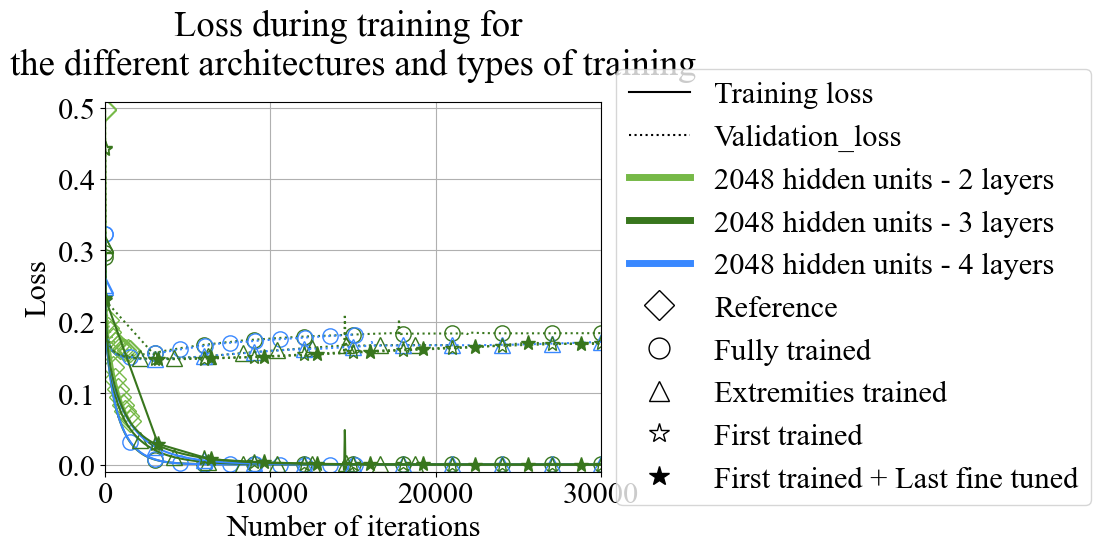 Loss during training for
the different architectures and types of training
Loss
0.5
0.4
0.3
0.2
0.1
0.0
0
10000
20000
30000
Number of iterations
Training loss
Validation_loss
2048 hidden units - 2 layers
2048 hidden units - 3 layers
2048 hidden units - 4 layers
Reference
Fully trained
Extremities trained
First trained
First trained + Last fine tuned